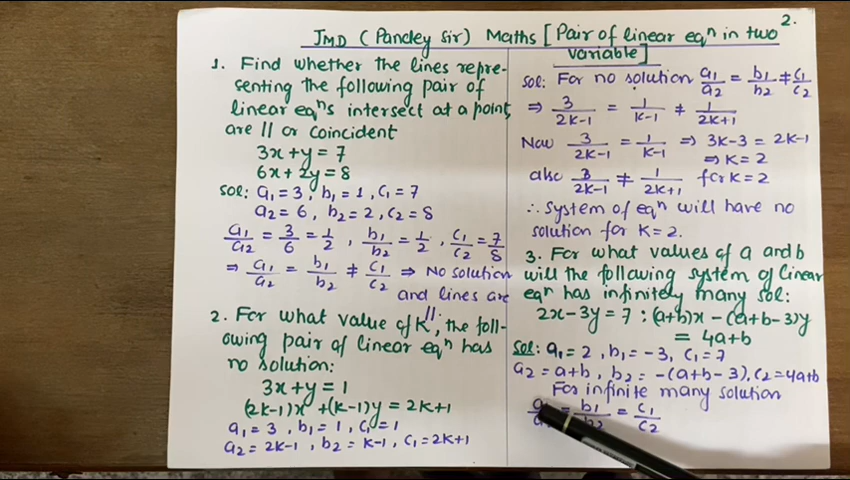 2.
JMD (Pandey Sir) Maths [Pair of linear eqⁿ in two
variable]
1. Find whether the lines repre-
senting the following pair of
linear eqⁿs intersect at a point,
are || or coincident
3x+y=7
6x+2y=8
Sol: a₁=3, b₁=1, c₁=7
a₂=6, b₂=2, c₂=8
a₁/a₂ = 3/6 = 1/2, b₁/b₂ = 1/2, c₁/c₂ = 7/8
⇒ a₁/a₂ = b₁/b₂ ≠ c₁/c₂ ⇒ No solution
and lines are
||
2. For what value of K, the foll-
owing pair of linear eqⁿ has
no solution:
3x+y=1
(2k-1)x+(k-1)y=2k+1
a₁=3, b₁=1, c₁=1
a₂=2k-1, b₂=k-1, c₁=2k+1
Sol: For no solution a₁/a₂ = b₁/b₂ ≠ c₁/c₂
⇒ 3/2k-1 = 1/k-1 ≠ 1/2k+1
Now 3/2k-1 = 1/k-1 ⇒ 3k-3=2k-1
⇒ k=2
also 3/2k-1 ≠ 1/2k+1 for k=2
∴ System of eqⁿ will have no
solution for K=2.
3. For what values of a and b
will the following system of linear
eqⁿ has infinitely many sol:
2x-3y=7 : (a+b)x-(a+b-3)y
=4a+b
Sol: a₁=2, b₁=-3, c₁=7
a₂=a+b, b₂=-(a+b-3), c₂=4a+b
For infinite many solution
a₁/a₂ = b₁/b₂ = c₁/c₂